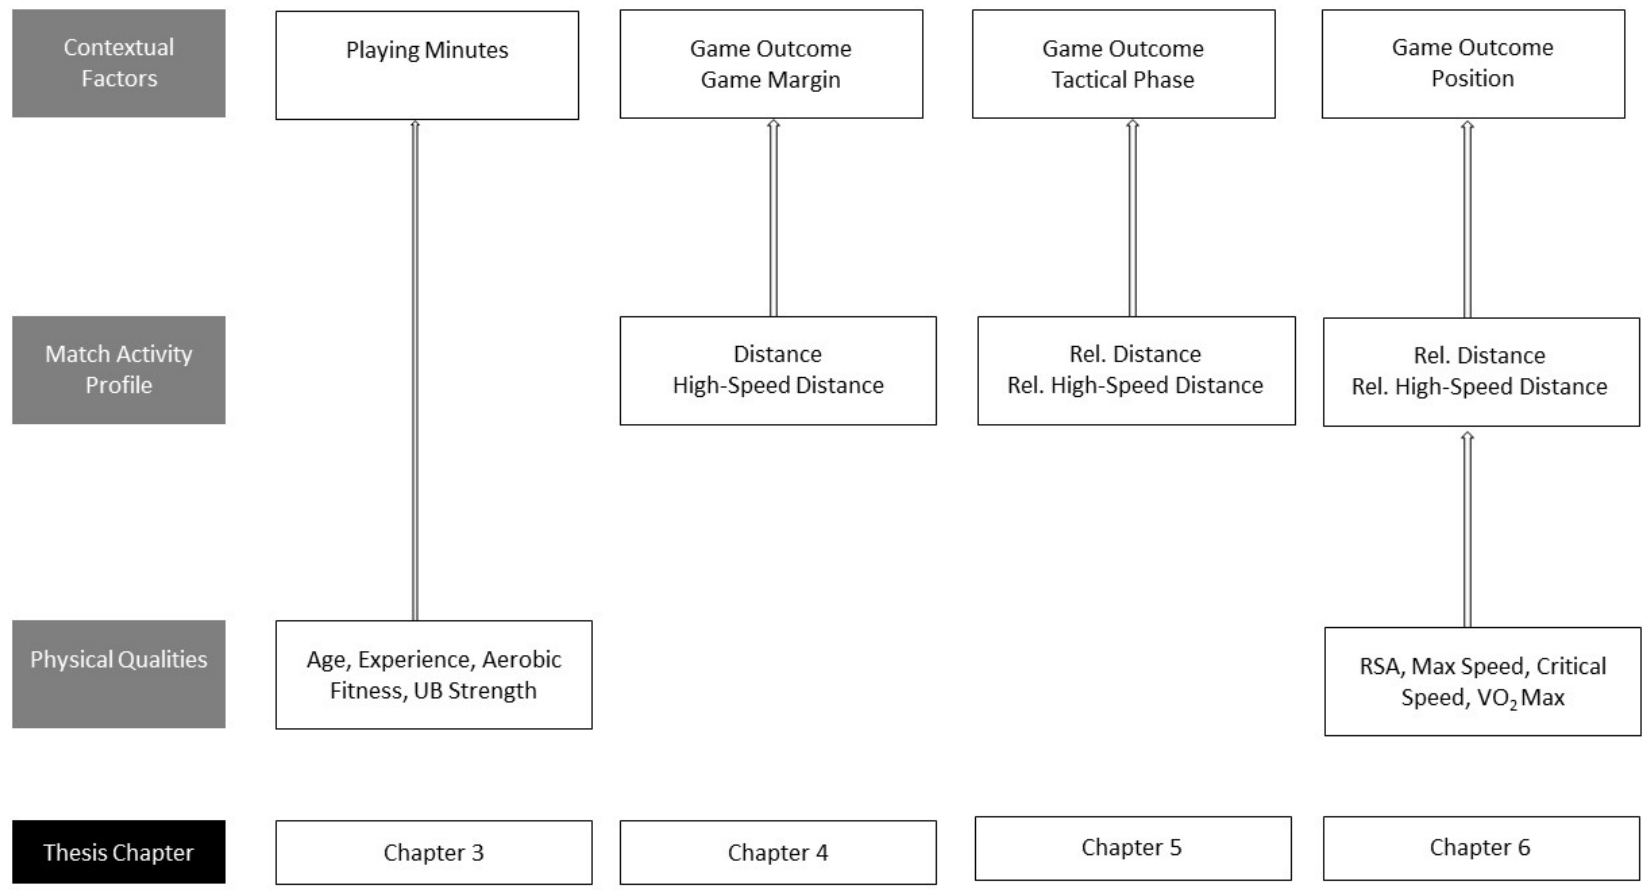 Contextual
Factors
Playing Minutes
Game Outcome
Game Margin
Game Outcome
Tactical Phase
Game Outcome
Position
Match Activity
Profile
Distance
High-Speed Distance
Rel. Distance
Rel. High-Speed Distance
Rel. Distance
Rel. High-Speed Distance
Physical Qualities
Age, Experience, Aerobic
Fitness, UB Strength
RSA, Max Speed, Critical
Speed, VO₂ Max
Thesis Chapter
Chapter 3
Chapter 4
Chapter 5
Chapter 6